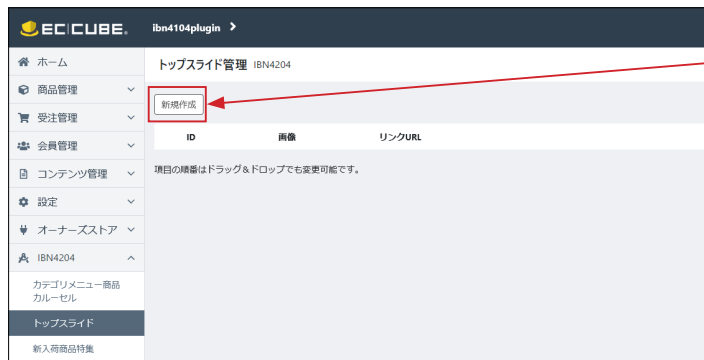 EC CUBE®
ibn4104plugin
ホーム
商品管理
受注管理
会員管理
コンテンツ管理
設定
オーナーズストア
IBN4204
カテゴリメニュー商品
カルーセル
トップスライド
新入荷商品特集
トップスライド管理 IBN4204
新規作成
ID 画像 リンクURL
項目の順番はドラッグ＆ドロップでも変更可能です。